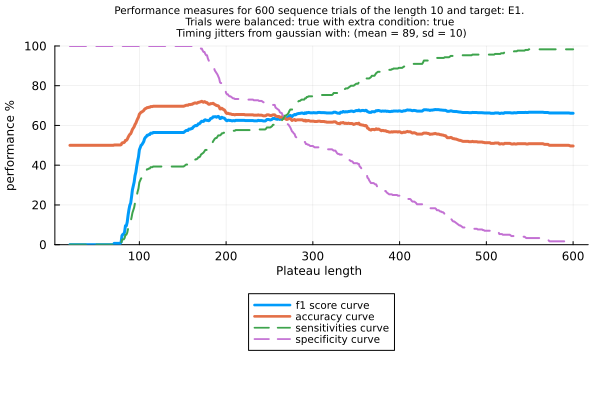 Performance measures for 600 sequence trials of the length 10 and target: E1.
Trials were balanced: true with extra condition: true
Timing jitters from gaussian with: (mean = 89, sd = 10)
100
80
60
40
20
0
performance %
100
200
300
400
500
600
Plateau length
f1 score curve
accuracy curve
sensitivities curve
specificity curve